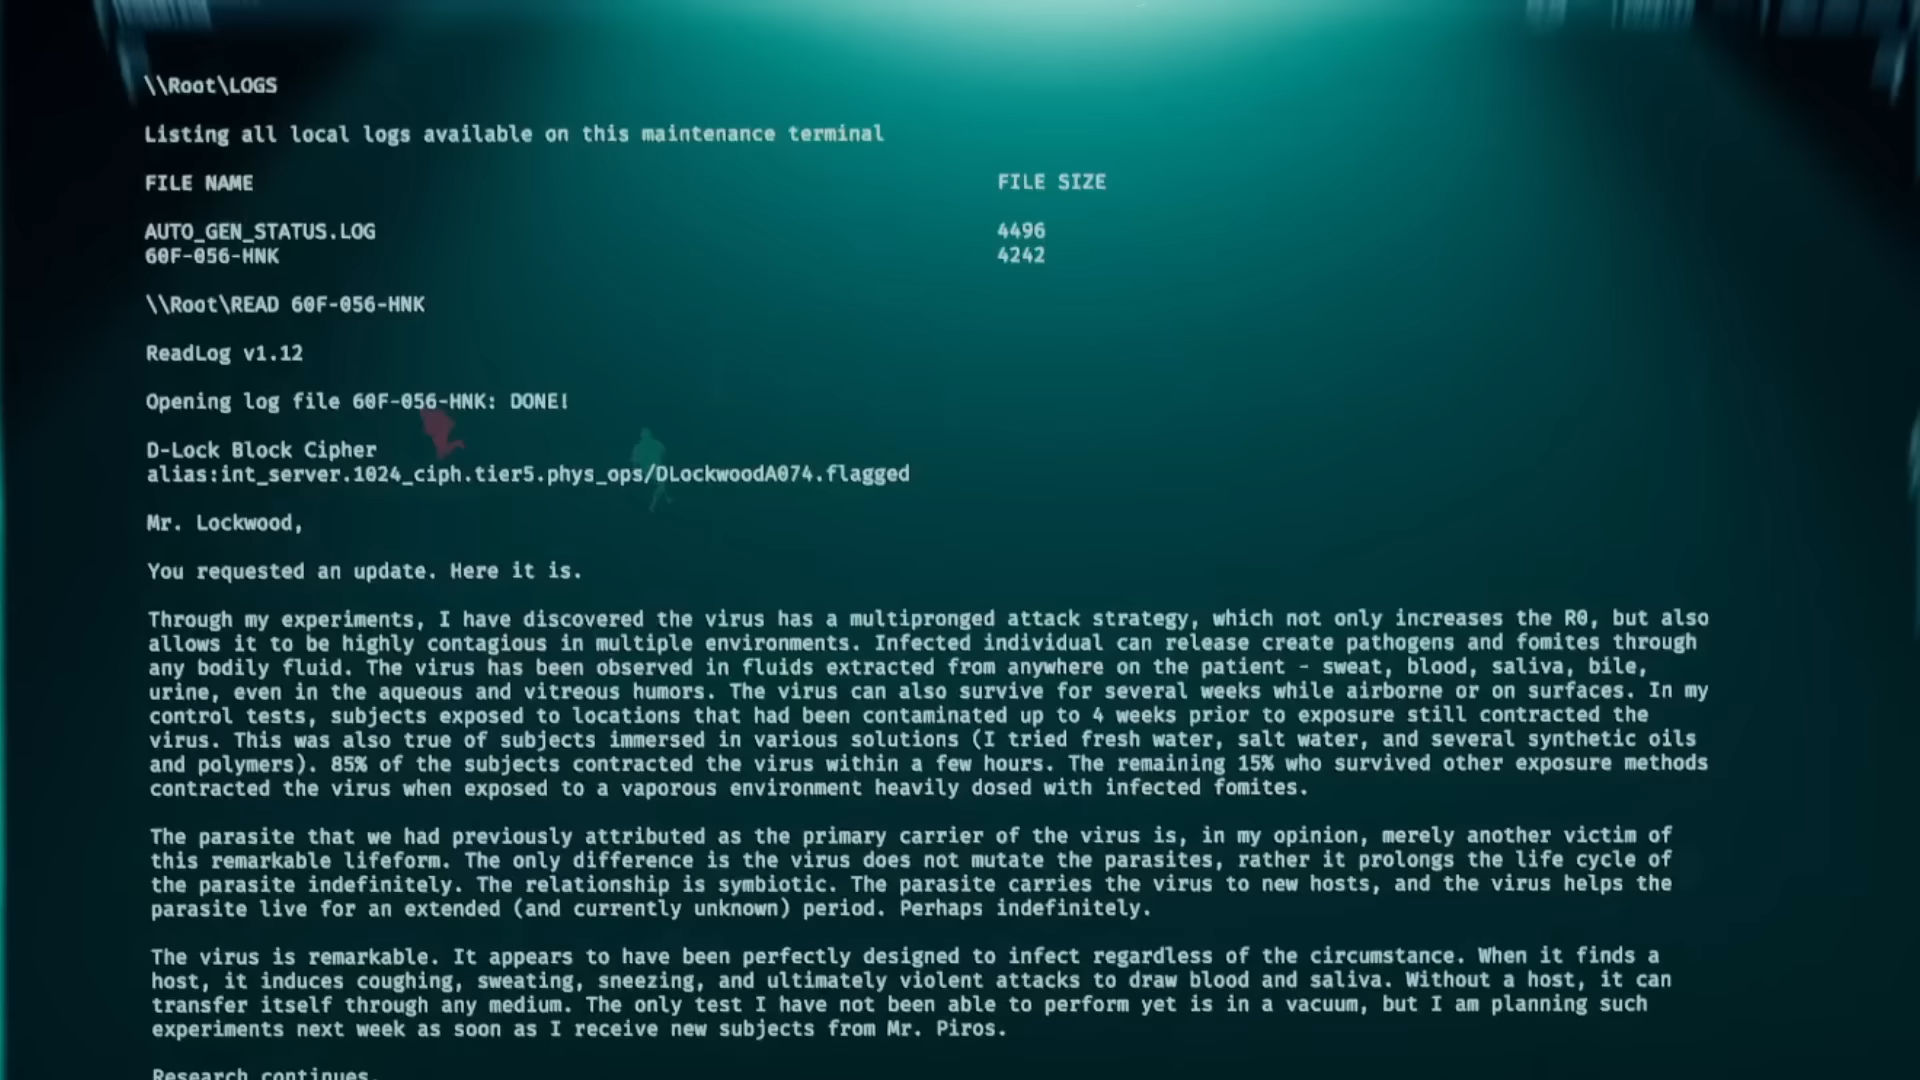 \\Root\LOGS
Listing all local logs available on this maintenance terminal
FILE NAME FILE SIZE
AUTO_GEN_STATUS.LOG 4496
60F-056-HNK 4242
\\Root\READ 60F-056-HNK
ReadLog v1.12
Opening log file 60F-056-HNK: DONE!
D-Lock Block Cipher
alias:int_server.1024_ciph.tier5.phys_ops/DLockwoodA074.flagged
Mr. Lockwood,
You requested an update. Here it is.
Through my experiments, I have discovered the virus has a multipronged attack strategy, which not only increases the R0, but also
allows it to be highly contagious in multiple environments. Infected individual can release create pathogens and fomites through
any bodily fluid. The virus has been observed in fluids extracted from anywhere on the patient - sweat, blood, saliva, bile,
urine, even in the aqueous and vitreous humors. The virus can also survive for several weeks while airborne or on surfaces. In my
control tests, subjects exposed to locations that had been contaminated up to 4 weeks prior to exposure still contracted the
virus. This was also true of subjects immersed in various solutions (I tried fresh water, salt water, and several synthetic oils
and polymers). 85% of the subjects contracted the virus within a few hours. The remaining 15% who survived other exposure methods
contracted the virus when exposed to a vaporous environment heavily dosed with infected fomites.
The parasite that we had previously attributed as the primary carrier of the virus is, in my opinion, merely another victim of
this remarkable lifeform. The only difference is the virus does not mutate the parasites, rather it prolongs the life cycle of
the parasite indefinitely. The relationship is symbiotic. The parasite carries the virus to new hosts, and the virus helps the
parasite live for an extended (and currently unknown) period. Perhaps indefinitely.
The virus is remarkable. It appears to have been perfectly designed to infect regardless of the circumstance. When it finds a
host, it induces coughing, sweating, sneezing, and ultimately violent attacks to draw blood and saliva. Without a host, it can
transfer itself through any medium. The only test I have not been able to perform yet is in a vacuum, but I am planning such
experiments next week as soon as I receive new subjects from Mr. Piros.
Research continues.